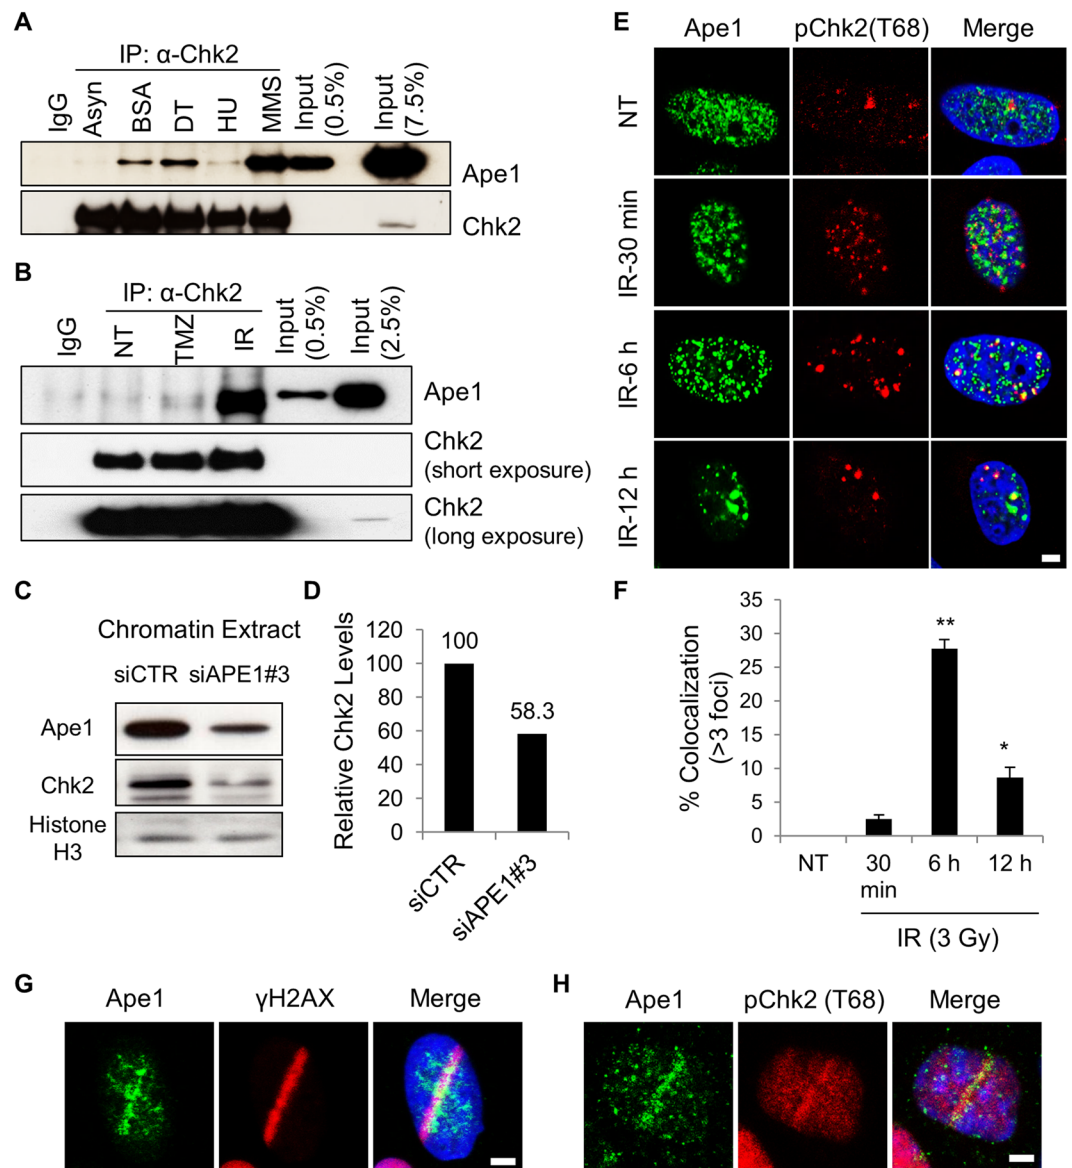 A
IP: α-Chk2
IgG
Asyn
BSA
DT
HU
MMS
Input
(0.5%)
Input
(7.5%)
Ape1
Chk2
B
IP: α-Chk2
IgG
NT
TMZ
IR
Input
(0.5%)
Input
(2.5%)
Ape1
Chk2
(short exposure)
Chk2
(long exposure)
C
Chromatin Extract
siCTR siAPE1#3
Ape1
Chk2
Histone
H3
D
Relative Chk2 Levels
120
100
80
60
40
20
0
100
58.3
siCTR
siAPE1#3
E
Ape1 pChk2(T68) Merge
NT
IR-30 min
IR-6 h
IR-12 h
F
% Colocalization
(>3 foci)
35
30
25
20
15
10
5
0
**
*
NT 30 6 h 12 h
min
IR (3 Gy)
G
Ape1 γH2AX Merge
H
Ape1 pChk2 (T68) Merge